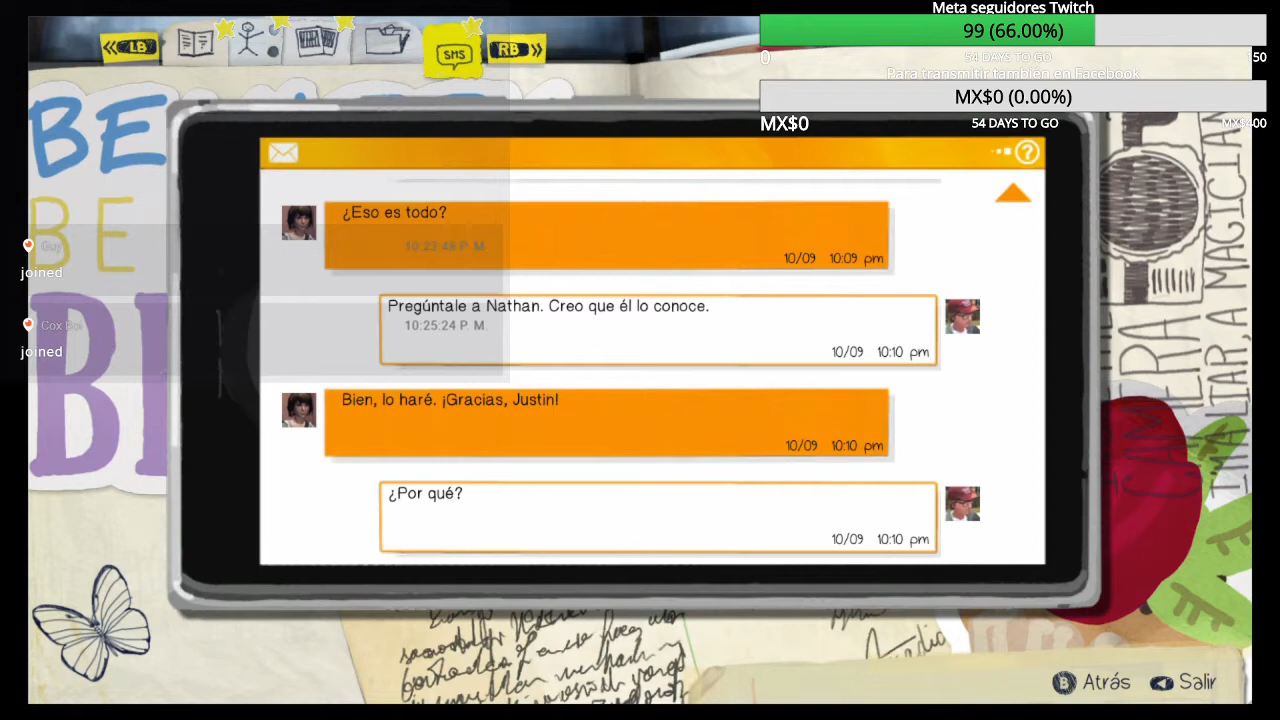 Meta seguidores Twitch
99 (66.00%)
0
54 DAYS TO GO
Para transmitir también en Facebook
MX$0 (0.00%)
MX$0
54 DAYS TO GO
MX$400
LB
SMS
RB
BE
BE
¿Eso es todo?
10:23:48 P. M.
10/09 10:09 pm
Guy
joined
Pregúntale a Nathan. Creo que él lo conoce.
10:25:24 P. M.
10/09 10:10 pm
joined
Bien, lo haré. ¡Gracias, Justin!
10/09 10:10 pm
¿Por qué?
10/09 10:10 pm
B Atrás
Salir